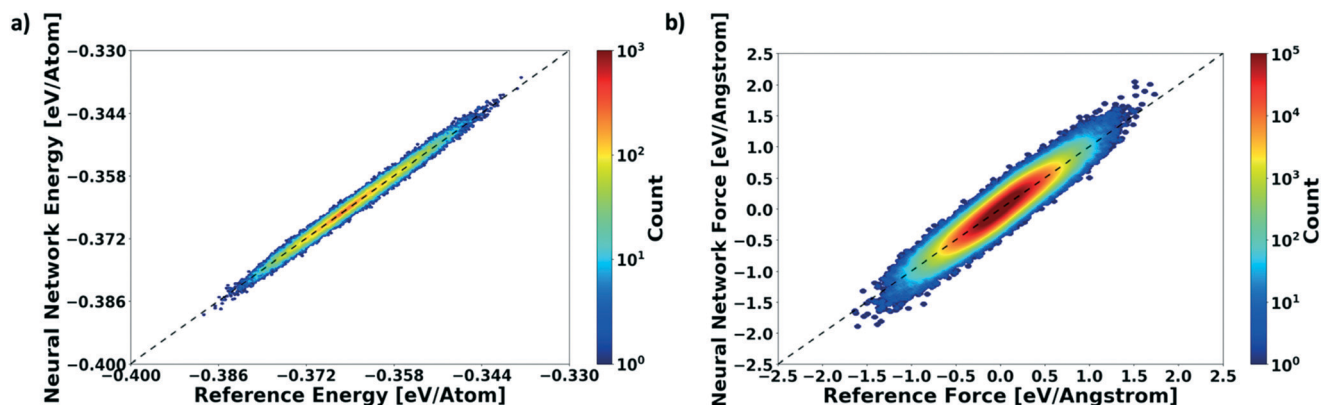 a)
Neural Network Energy [eV/Atom]
−0.330
−0.344
−0.358
−0.372
−0.386
−0.400
−0.400 −0.386 −0.372 −0.358 −0.344 −0.330
Reference Energy [eV/Atom]
10³
10²
10¹
10⁰
Count
b)
Neural Network Force [eV/Angstrom]
2.5
2.0
1.5
1.0
0.5
0.0
−0.5
−1.0
−1.5
−2.0
−2.5
−2.5 −2.0 −1.5 −1.0 −0.5 0.0 0.5 1.0 1.5 2.0 2.5
Reference Force [eV/Angstrom]
10⁵
10⁴
10³
10²
10¹
10⁰
Count